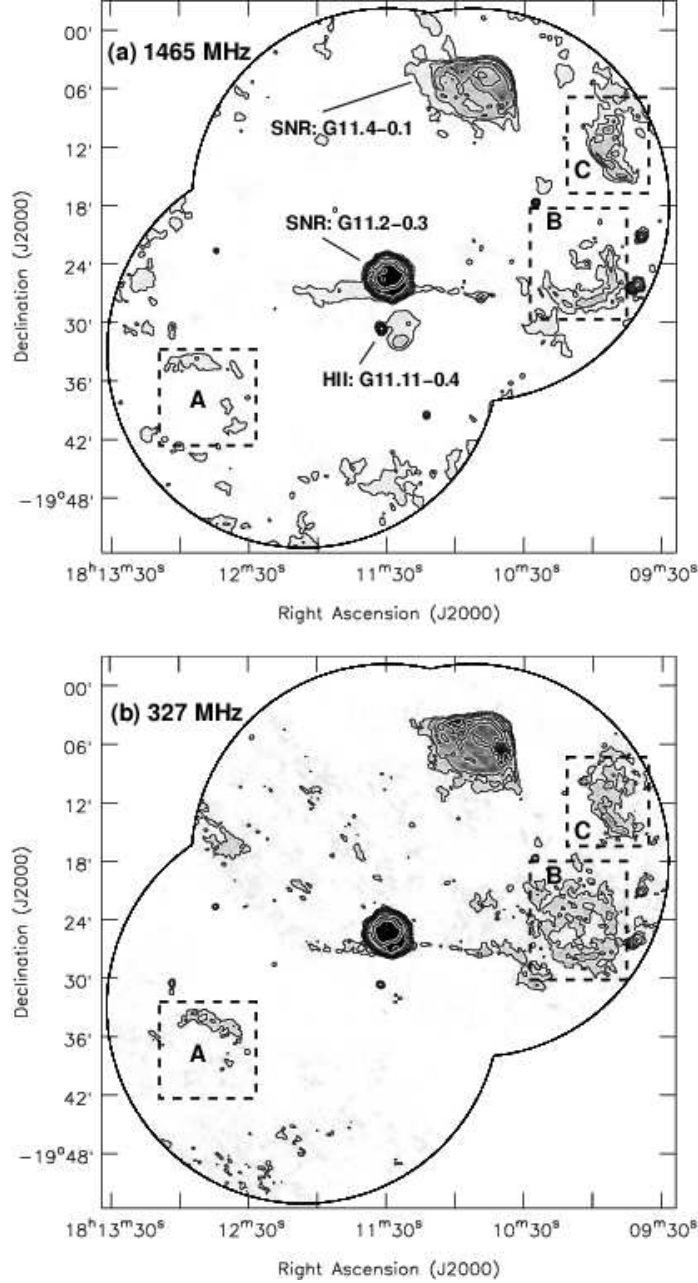 (a) 1465 MHz
00'
06'
SNR: G11.4−0.1
12'
C
18'
B
SNR: G11.2−0.3
24'
30'
HII: G11.11−0.4
36'
A
42'
−19°48'
18ʰ13ᵐ30ˢ 12ᵐ30ˢ 11ᵐ30ˢ 10ᵐ30ˢ 09ᵐ30ˢ
Right Ascension (J2000)
Declination (J2000)
(b) 327 MHz
00'
06'
12'
C
18'
B
24'
30'
36'
A
42'
−19°48'
18ʰ13ᵐ30ˢ 12ᵐ30ˢ 11ᵐ30ˢ 10ᵐ30ˢ 09ᵐ30ˢ
Right Ascension (J2000)
Declination (J2000)